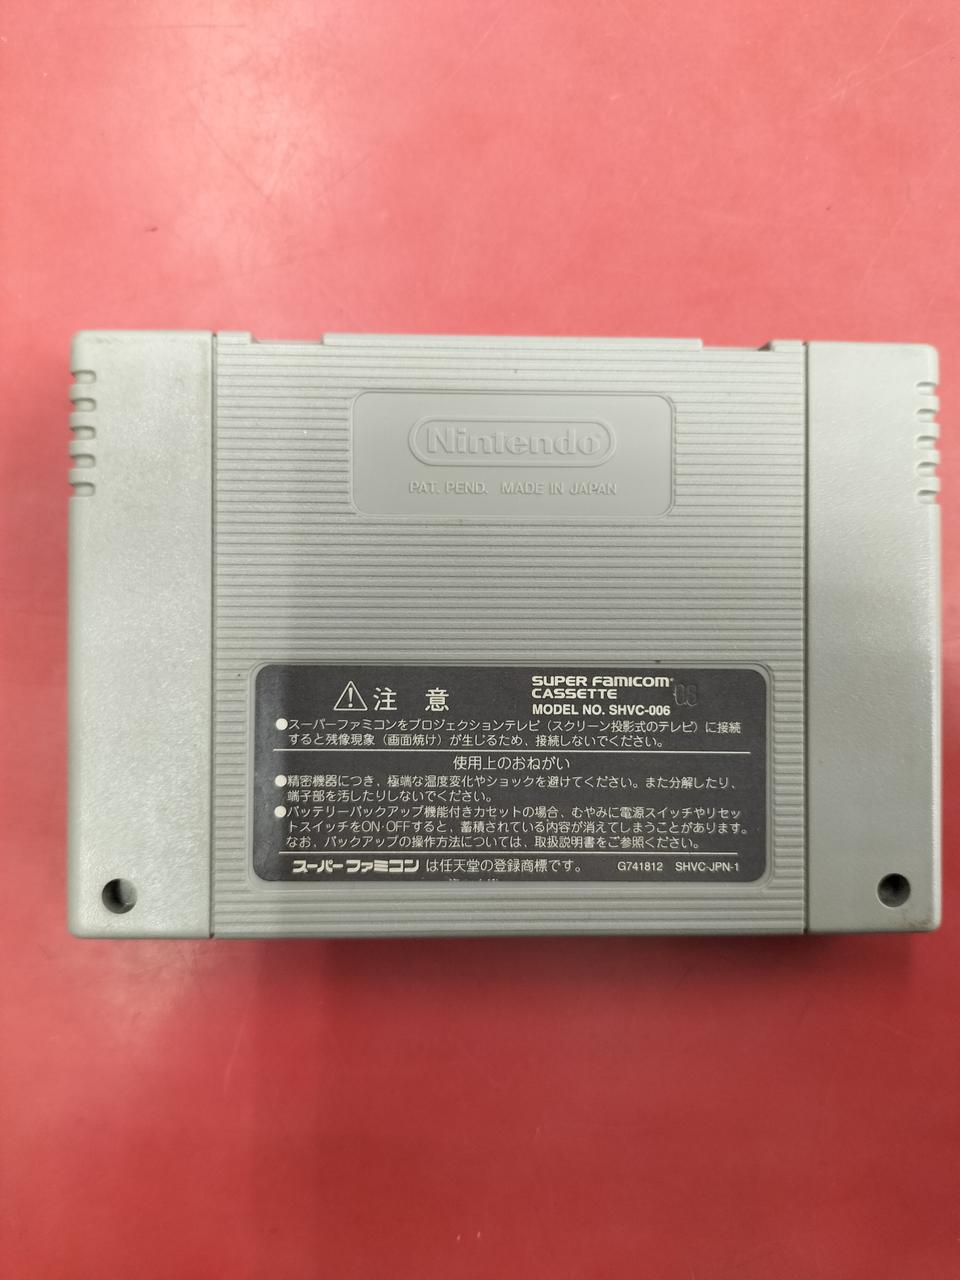 Nintendo
PAT. PEND. MADE IN JAPAN
注意
SUPER FAMICOM
CASSETTE
MODEL NO. SHVC-006
08
●スーパーファミコンをプロジェクションテレビ（スクリーン投影式のテレビ）に接続
すると残像現象（画面焼け）が生じるため、接続しないでください。
使用上のおねがい
●精密機器につき、極端な温度変化やショックを避けてください。また分解したり、
端子部を汚したりしないでください。
●バッテリーバックアップ機能付きカセットの場合、むやみに電源スイッチやリセッ
トスイッチをON・OFFすると、蓄積されている内容が消えてしまうことがあります。
なお、バックアップの操作方法については、取扱説明書をご参照ください。
スーパーファミコン は任天堂の登録商標です。
G741812 SHVC-JPN-1